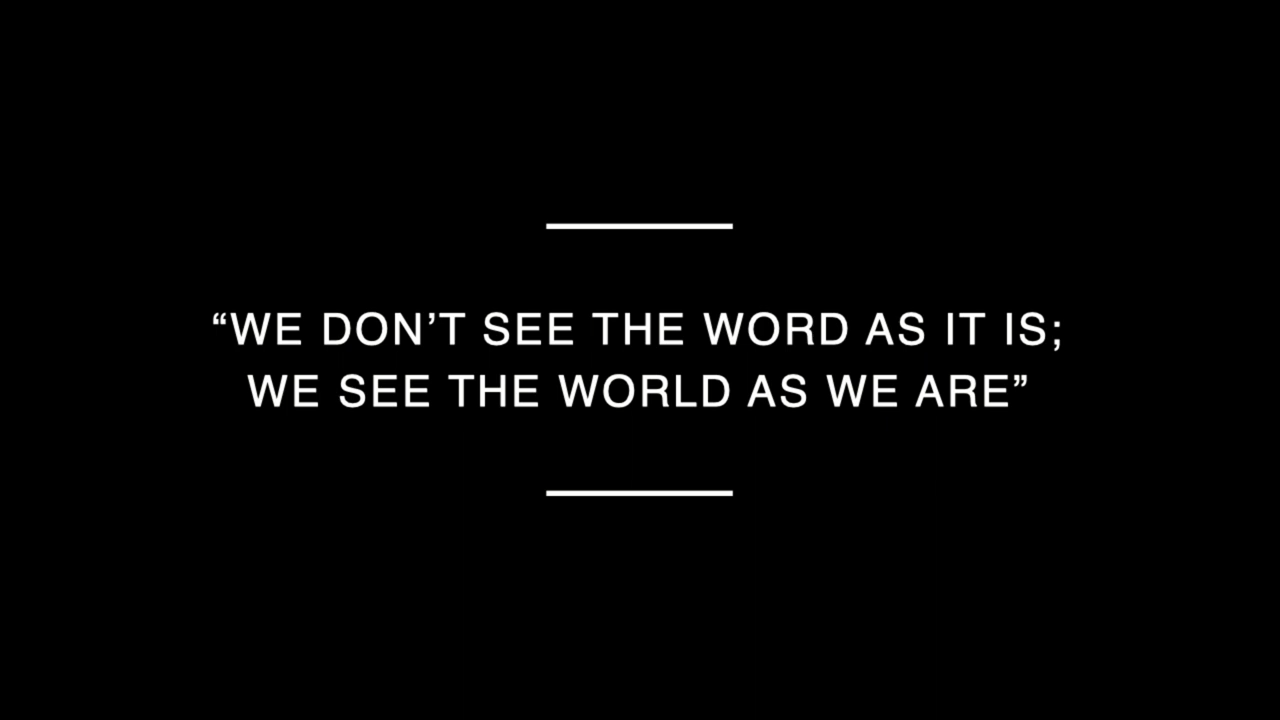 “WE DON’T SEE THE WORD AS IT IS;
WE SEE THE WORLD AS WE ARE”